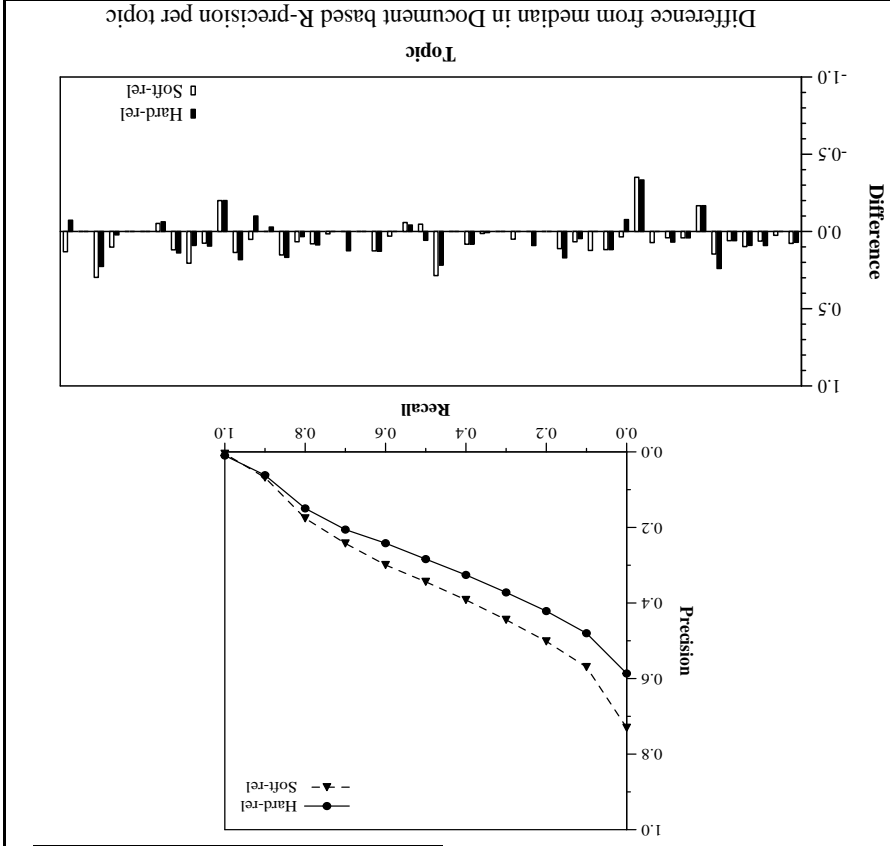 1.0
Hard-rel
Soft-rel
0.8
0.6
Precision
0.4
0.2
0.0
0.0 0.2 0.4 0.6 0.8 1.0
Recall
1.0
0.5
0.0
Difference
-0.5
Hard-rel
Soft-rel
-1.0
Topic
Difference from median in Document based R-precision per topic